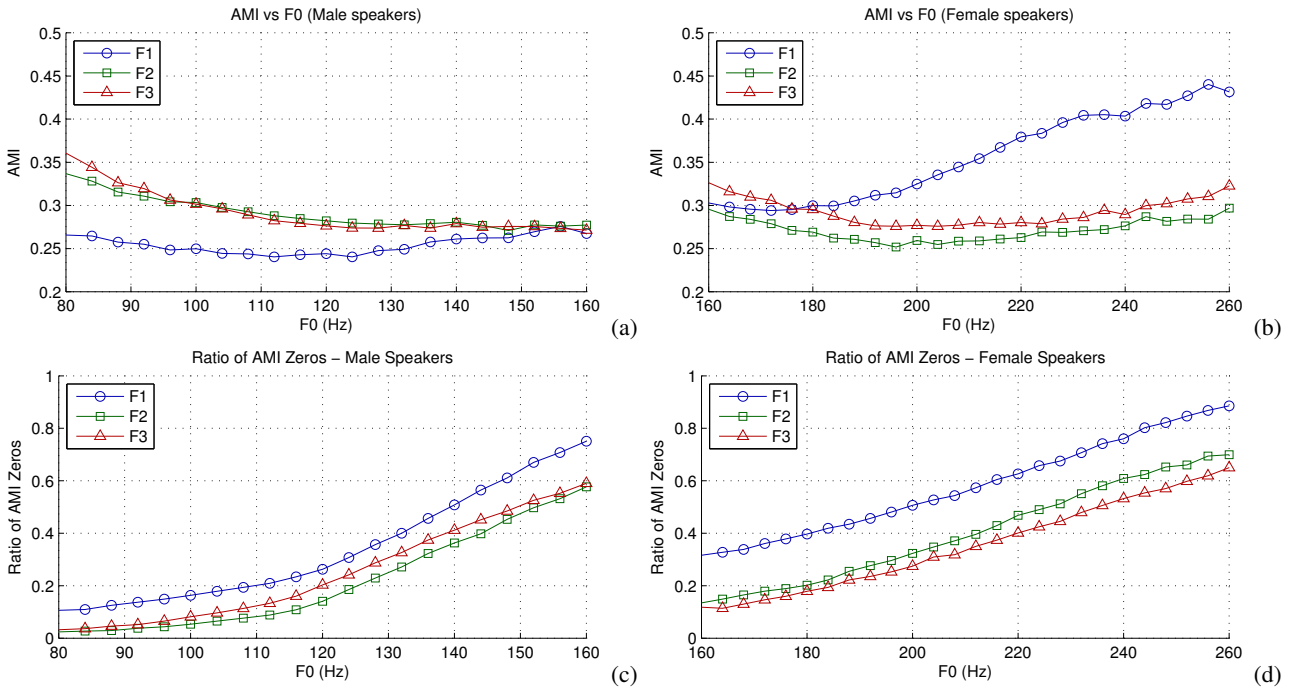 AMI vs F0 (Male speakers)
0.5
0.45
0.4
0.35
0.3
0.25
0.2
AMI
F1
F2
F3
80 90 100 110 120 130 140 150 160
F0 (Hz)
(a)
AMI vs F0 (Female speakers)
0.5
0.45
0.4
0.35
0.3
0.25
0.2
AMI
F1
F2
F3
160 180 200 220 240 260
F0 (Hz)
(b)
Ratio of AMI Zeros − Male Speakers
1
0.8
0.6
0.4
0.2
0
Ratio of AMI Zeros
F1
F2
F3
80 90 100 110 120 130 140 150 160
F0 (Hz)
(c)
Ratio of AMI Zeros − Female Speakers
1
0.8
0.6
0.4
0.2
0
Ratio of AMI Zeros
F1
F2
F3
160 180 200 220 240 260
F0 (Hz)
(d)